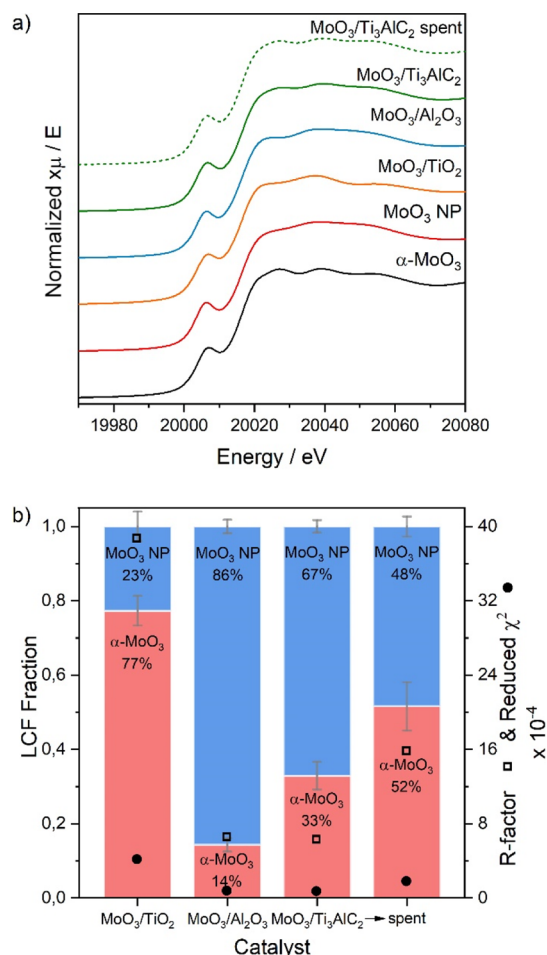 a)
MoO₃/Ti₃AlC₂ spent
MoO₃/Ti₃AlC₂
MoO₃/Al₂O₃
MoO₃/TiO₂
MoO₃ NP
α-MoO₃
Normalized xμ / E
19980 20000 20020 20040 20060 20080
Energy / eV
b)
1,0
0,8
0,6
0,4
0,2
0,0
LCF Fraction
MoO₃ NP
23%
α-MoO₃
77%
MoO₃ NP
86%
α-MoO₃
14%
MoO₃ NP
67%
α-MoO₃
33%
MoO₃ NP
48%
α-MoO₃
52%
40
32
24
16
8
0
R-factor & Reduced χ²
x 10⁻⁴
MoO₃/TiO₂ MoO₃/Al₂O₃ MoO₃/Ti₃AlC₂ → spent
Catalyst